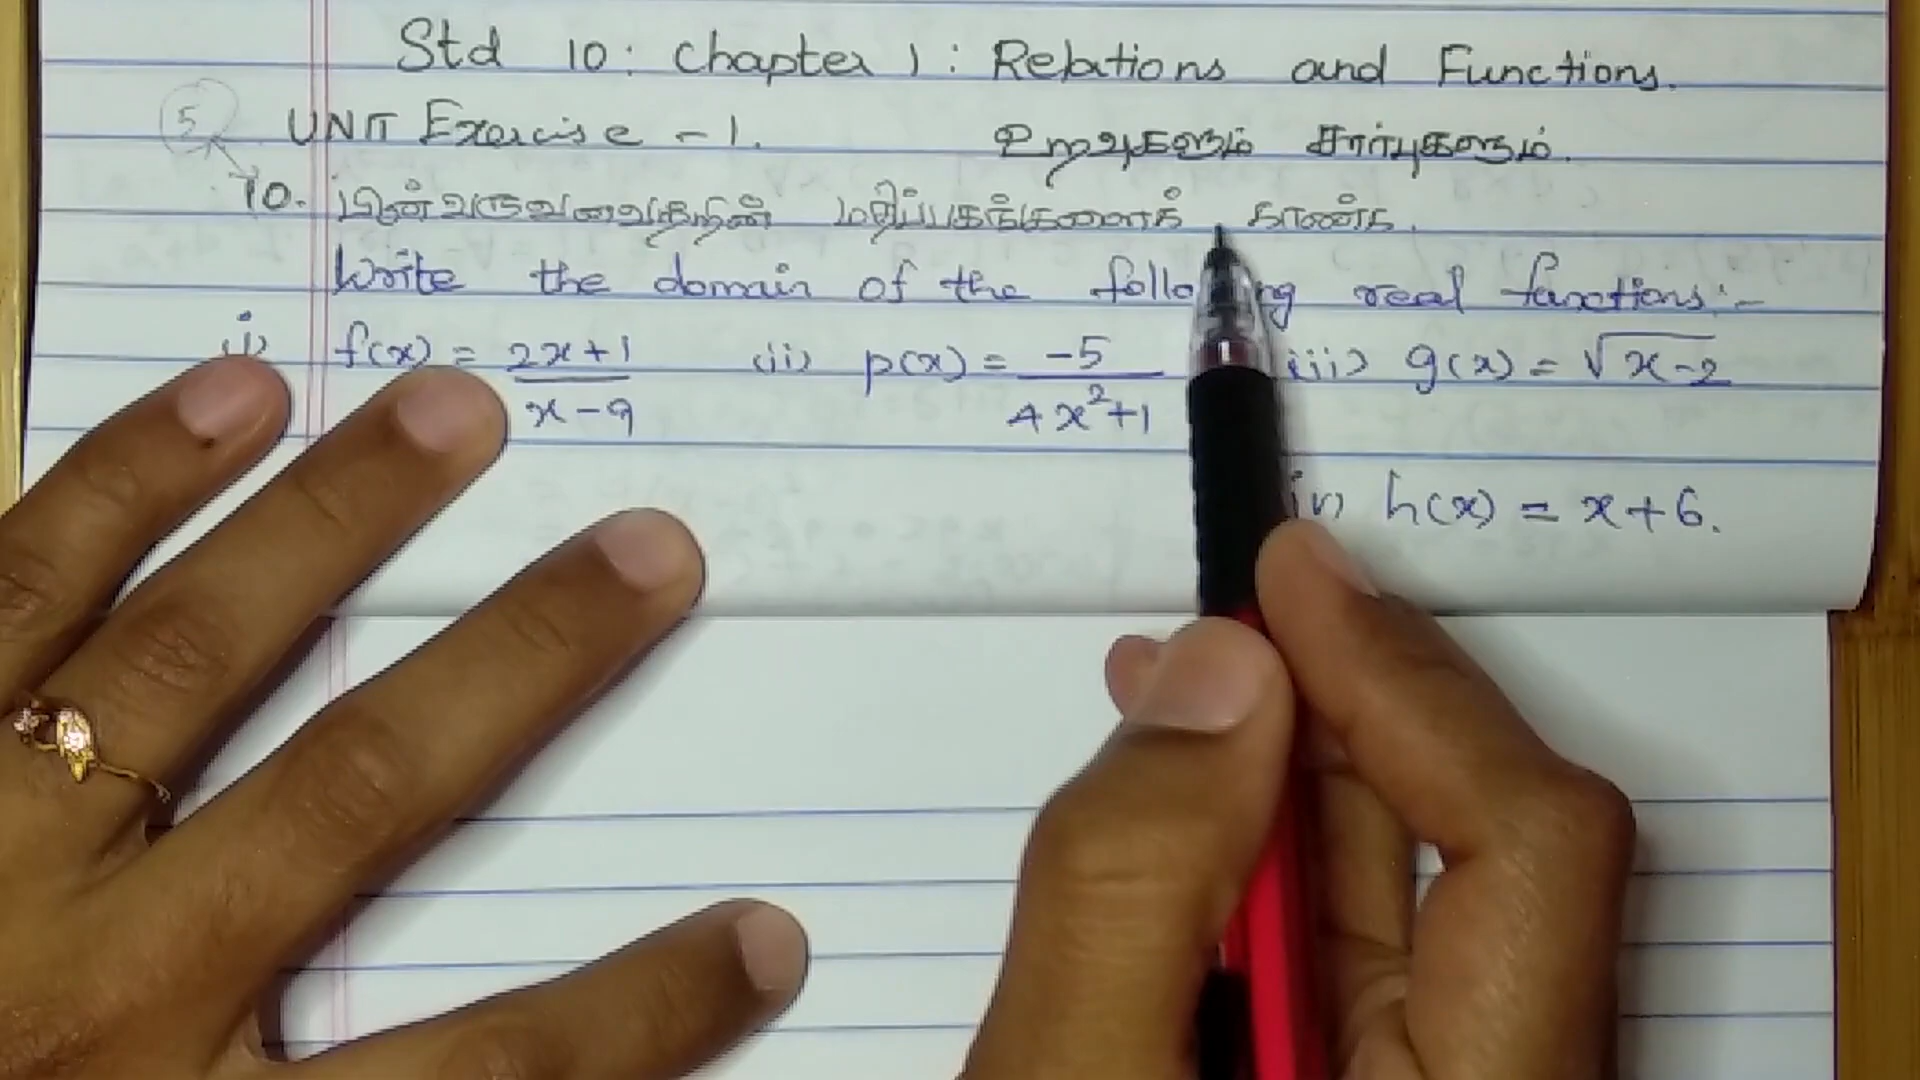 Std 10: Chapter 1: Relations and Functions.
5 UNIT Exercise - 1. உறவுகளும் சார்புகளும்.
10. பின்வருவனவற்றின் மதிப்பகங்களைக் காண்க.
Write the domain of the real functions:-
i) f(x) = 2x+1 / x-9 (ii) p(x) = -5 / 4x²+1 iii) g(x) = √x-2
iv) h(x) = x+6.